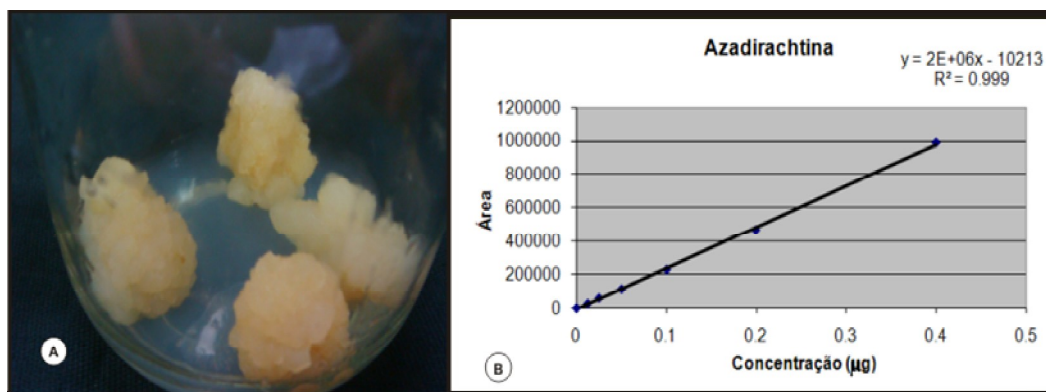 A
Azadirachtina
y = 2E+06x - 10213
R² = 0.999
1200000
1000000
800000
600000
400000
200000
0
Área
0 0.1 0.2 0.3 0.4 0.5
Concentração (µg)
B